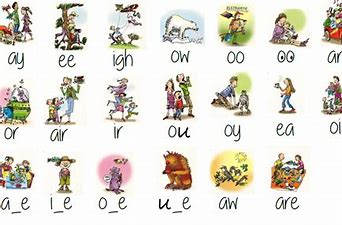 ay ee igh ow oo oo ar
or air ir ou oy ea oi
a_e i_e o_e u_e aw are